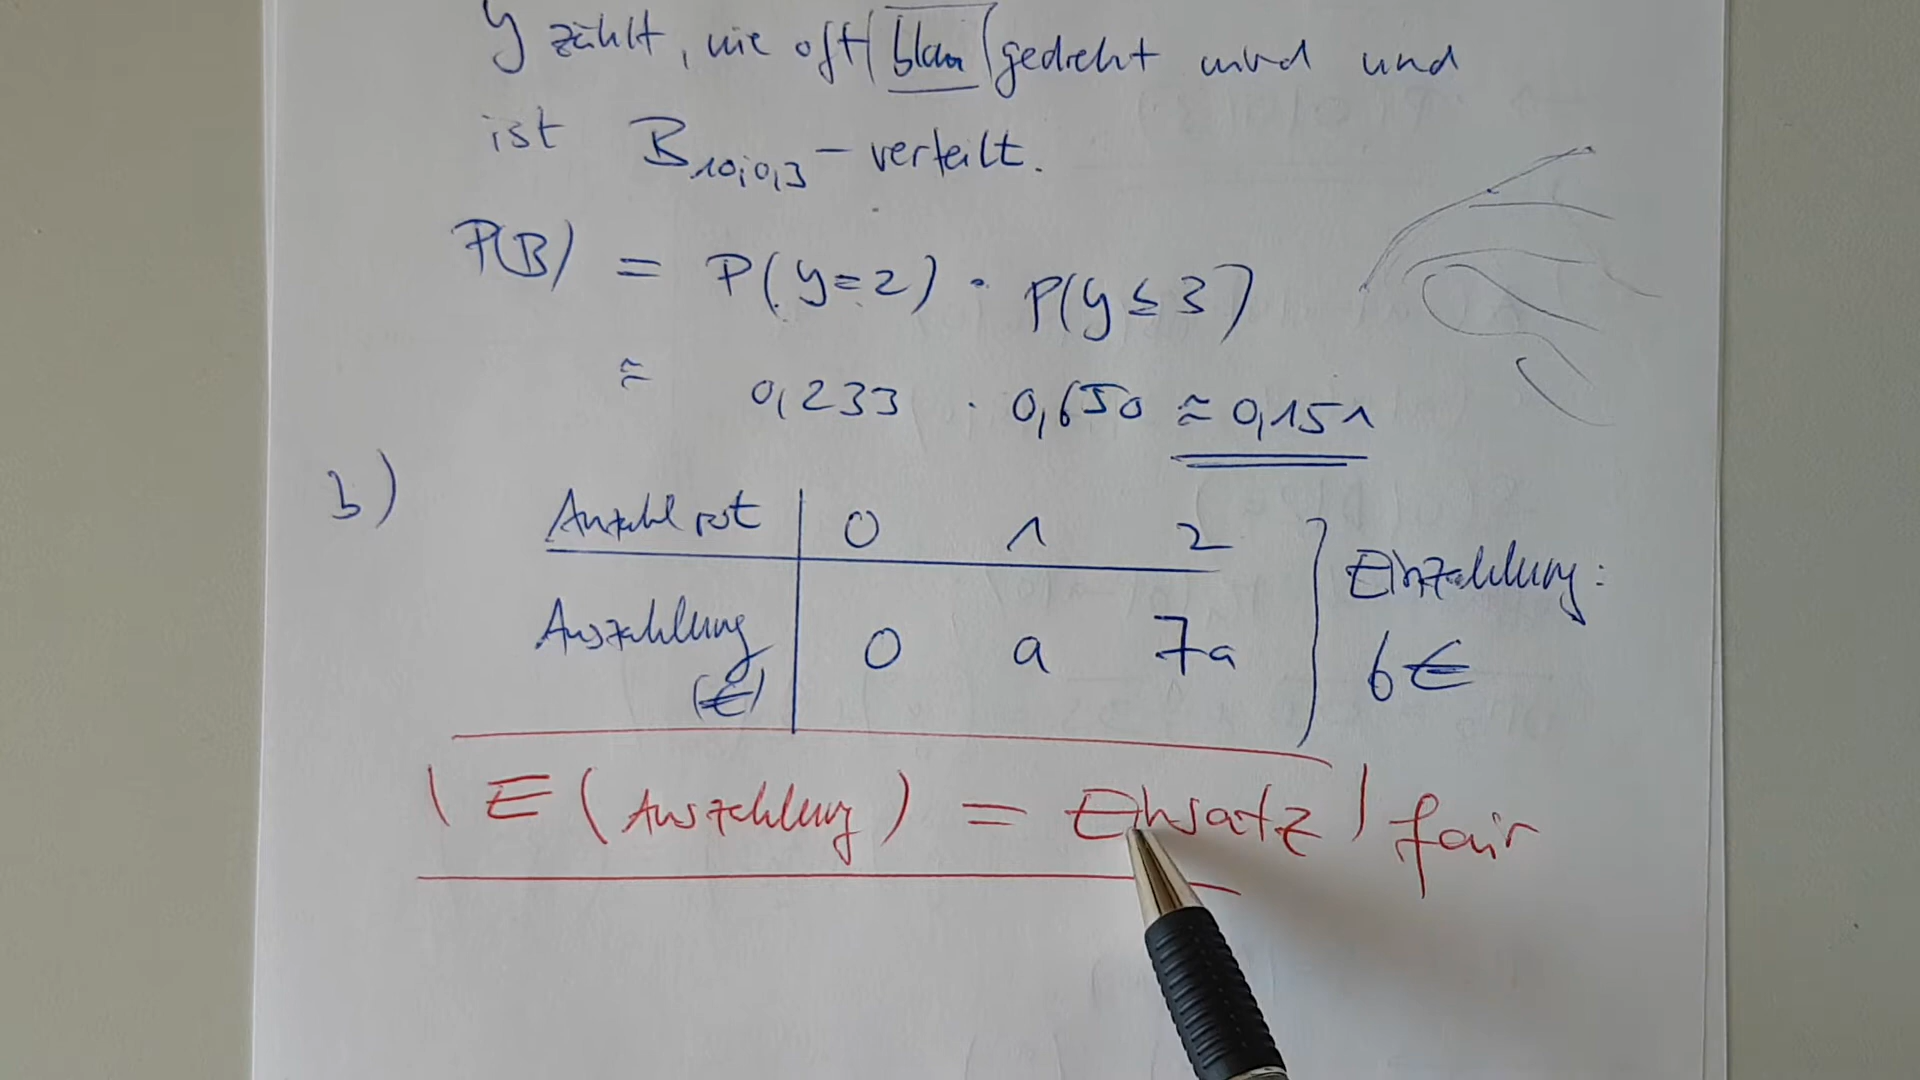 Y zählt, wie oft blau gedreht wird und
ist B10;0,3-verteilt.
P(B) = P(Y=2) · P(Y≤3)
≈ 0,233 · 0,650 ≈ 0,151
b)
Anzahl rot 0 1 2
Auszahlung (€) 0 a 7a
Einzahlung:
6€
E(Auszahlung) = Einsatz fair